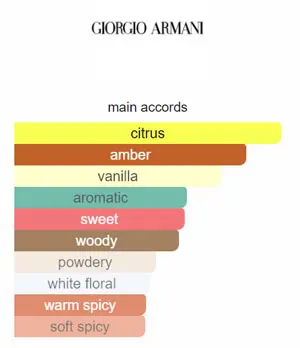 GIORGIO ARMANI
main accords
citrus
amber
vanilla
aromatic
sweet
woody
powdery
white floral
warm spicy
soft spicy